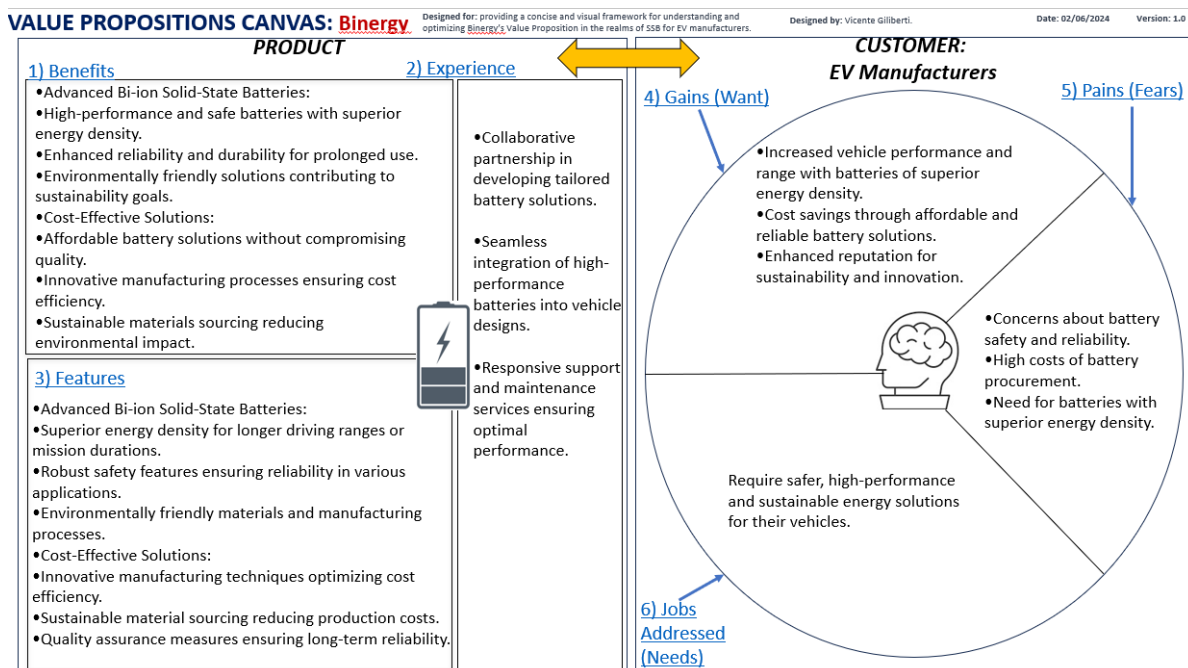 VALUE PROPOSITIONS CANVAS: Binergy
Designed for: providing a concise and visual framework for understanding and
optimizing Binergy's Value Proposition in the realms of SSB for EV manufacturers.
Designed by: Vicente Giliberti.
Date: 02/06/2024
Version: 1.0
PRODUCT
1) Benefits
•Advanced Bi-ion Solid-State Batteries:
•High-performance and safe batteries with superior
energy density.
•Enhanced reliability and durability for prolonged use.
•Environmentally friendly solutions contributing to
sustainability goals.
•Cost-Effective Solutions:
•Affordable battery solutions without compromising
quality.
•Innovative manufacturing processes ensuring cost
efficiency.
•Sustainable materials sourcing reducing
environmental impact.
2) Experience
•Collaborative
partnership in
developing tailored
battery solutions.
•Seamless
integration of high-
performance
batteries into vehicle
designs.
•Responsive support
and maintenance
services ensuring
optimal
performance.
3) Features
•Advanced Bi-ion Solid-State Batteries:
•Superior energy density for longer driving ranges or
mission durations.
•Robust safety features ensuring reliability in various
applications.
•Environmentally friendly materials and manufacturing
processes.
•Cost-Effective Solutions:
•Innovative manufacturing techniques optimizing cost
efficiency.
•Sustainable material sourcing reducing production costs.
•Quality assurance measures ensuring long-term reliability.
CUSTOMER:
EV Manufacturers
4) Gains (Want)
•Increased vehicle performance and
range with batteries of superior
energy density.
•Cost savings through affordable and
reliable battery solutions.
•Enhanced reputation for
sustainability and innovation.
5) Pains (Fears)
•Concerns about battery
safety and reliability.
•High costs of battery
procurement.
•Need for batteries with
superior energy density.
Require safer, high-performance
and sustainable energy solutions
for their vehicles.
6) Jobs
Addressed
(Needs)